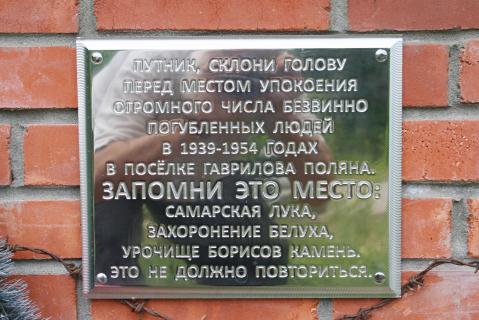 ПУТНИК, СКЛОНИ ГОЛОВУ
ПЕРЕД МЕСТОМ УПОКОЕНИЯ
ОГРОМНОГО ЧИСЛА БЕЗВИННО
ПОГУБЛЕННЫХ ЛЮДЕЙ
В 1939-1954 ГОДАХ
В ПОСЁЛКЕ ГАВРИЛОВА ПОЛЯНА.
ЗАПОМНИ ЭТО МЕСТО:
САМАРСКАЯ ЛУКА,
ЗАХОРОНЕНИЕ БЕЛУХА,
УРОЧИЩЕ БОРИСОВ КАМЕНЬ.
ЭТО НЕ ДОЛЖНО ПОВТОРИТЬСЯ.